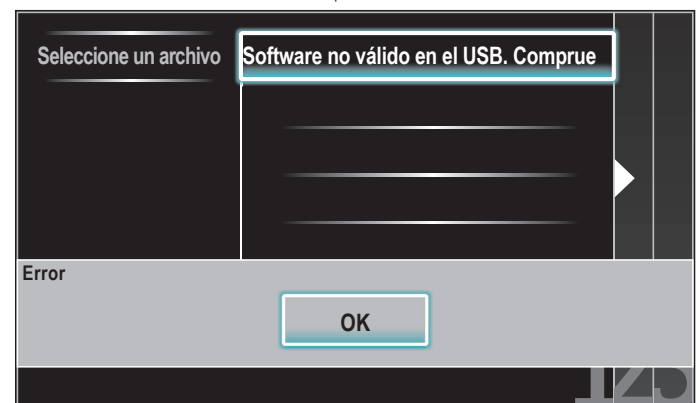 Seleccione un archivo
Software no válido en el USB. Comprue
Error
OK